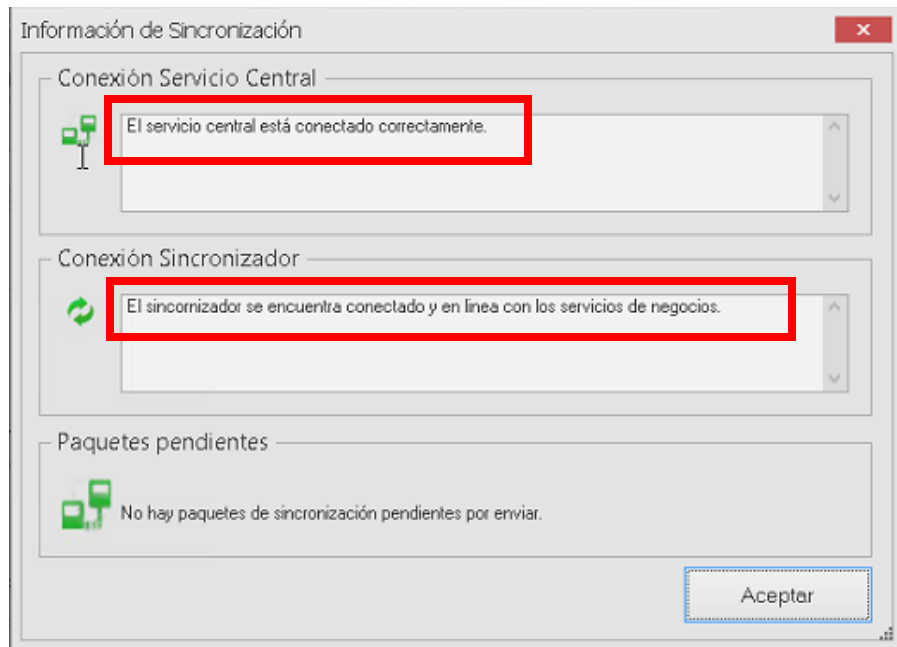 Información de Sincronización
Conexión Servicio Central
El servicio central está conectado correctamente.
Conexión Sincronizador
El sincornizador se encuentra conectado y en linea con los servicios de negocios.
Paquetes pendientes
No hay paquetes de sincronización pendientes por enviar.
Aceptar